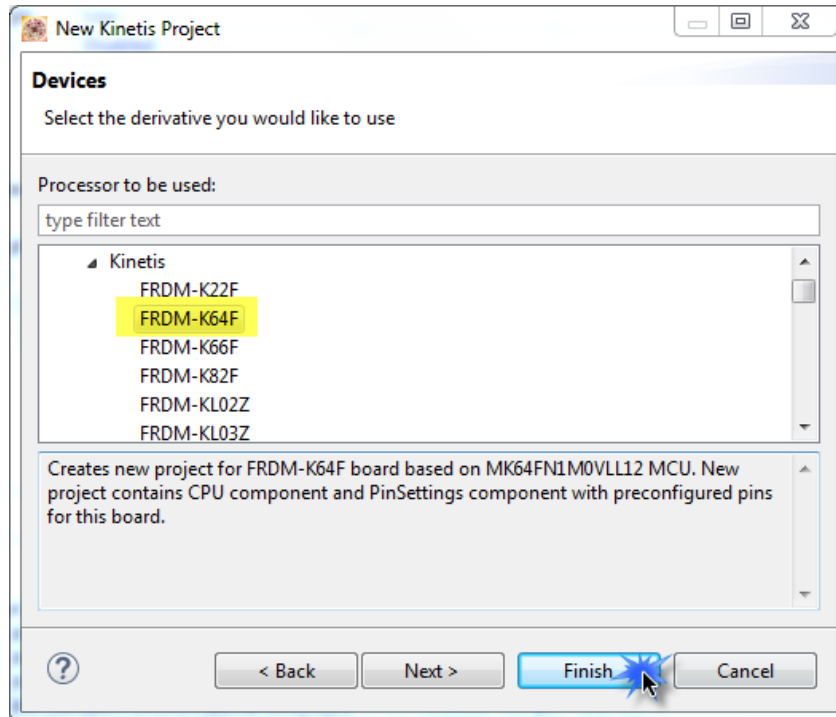 New Kinetis Project
Devices
Select the derivative you would like to use
Processor to be used:
type filter text
Kinetis
FRDM-K22F
FRDM-K64F
FRDM-K66F
FRDM-K82F
FRDM-KL02Z
FRDM-KL03Z
Creates new project for FRDM-K64F board based on MK64FN1M0VLL12 MCU. New
project contains CPU component and PinSettings component with preconfigured pins
for this board.
? < Back Next > Finish Cancel